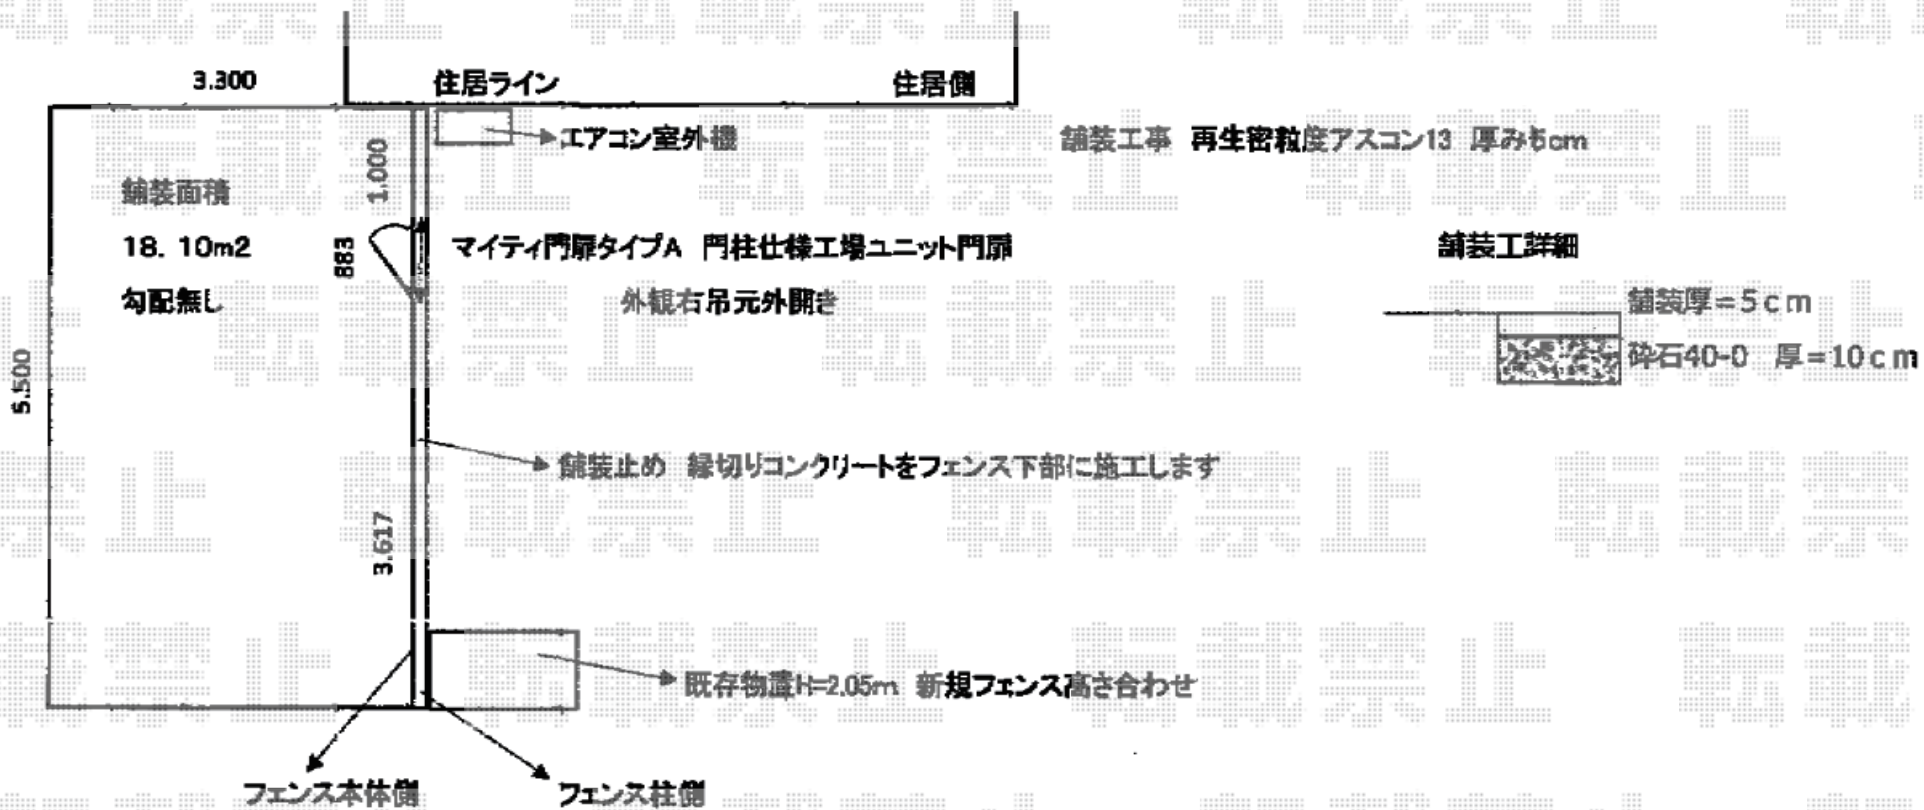 3.300
住居ライン
住居側
エアコン室外機
舗装工事 再生密粒度アスコン13 厚み5cm
1.000
舗装面積
18. 10m2
勾配無し
883
マイティ門扉タイプA 門柱仕様工場ユニット門扉
外観右吊元外開き
舗装工詳細
舗装厚=5cm
砕石40-0 厚=10cm
5.500
舗装止め 縁切りコンクリートをフェンス下部に施工します
3.617
既存物置H=2.05m 新規フェンス高さ合わせ
フェンス本体側
フェンス柱側
転載禁止